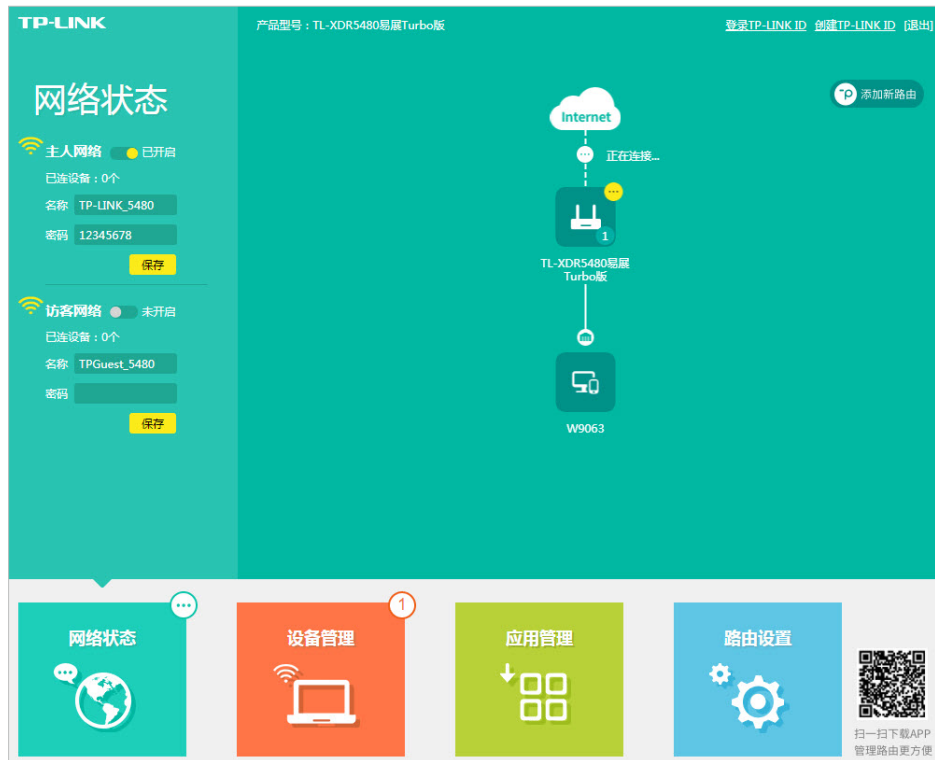 TP-LINK
产品型号：TL-XDR5480易展Turbo版
登录TP-LINK ID 创建TP-LINK ID [退出]
网络状态
主人网络 已开启
已连设备：0个
名称 TP-LINK_5480
密码 12345678
保存
访客网络 未开启
已连设备：0个
名称 TPGuest_5480
密码
保存
添加新路由
Internet
正在连接...
1
TL-XDR5480易展
Turbo版
W9063
网络状态
设备管理
1
应用管理
路由设置
扫一扫下载APP
管理路由更方便